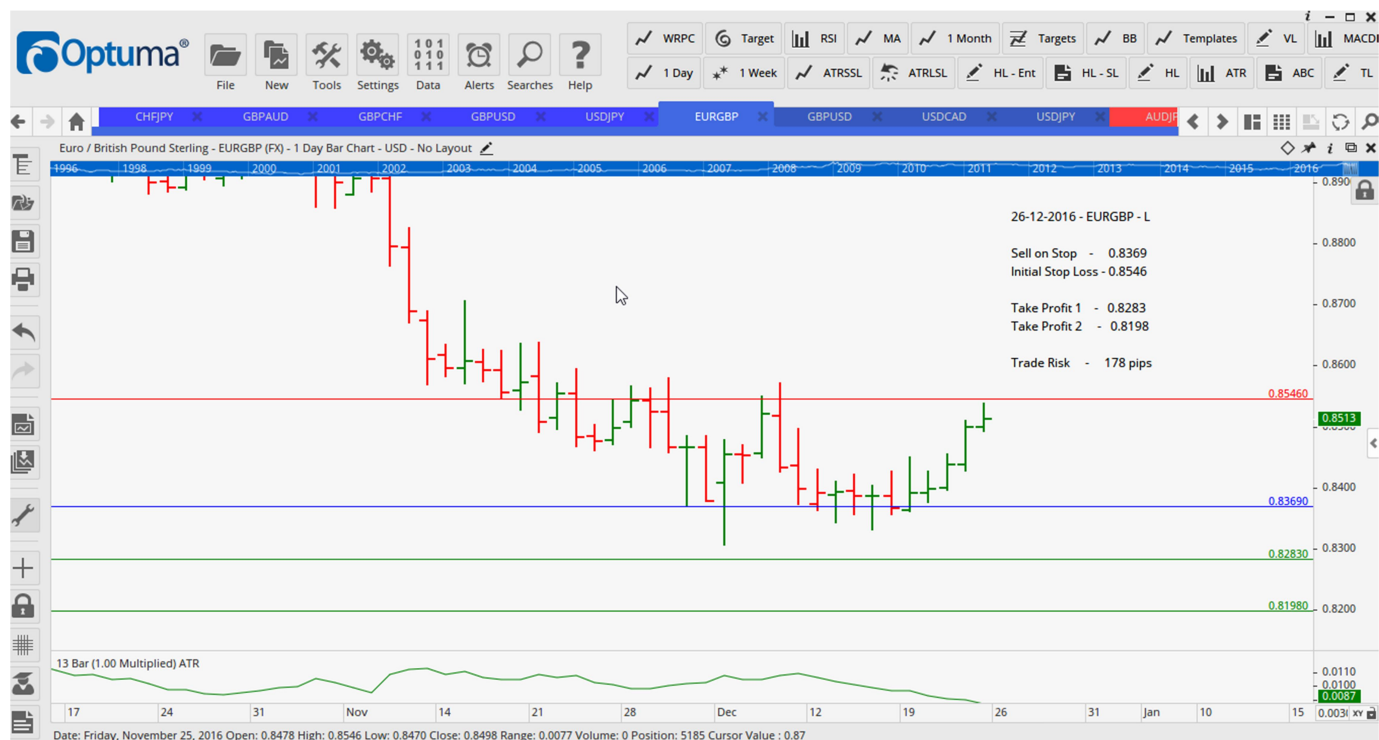 Optuma®
File New Tools Settings Data Alerts Searches Help
WRPC Target RSI MA 1 Month Targets BB Templates VL MACDI
1 Day 1 Week ATRSSL ATRLSL HL - Ent HL - SL HL ATR ABC TL
CHFJPY GBPAUD GBPCHF GBPUSD USDJPY EURGBP GBPUSD USDCAD USDJPY AUDJP
Euro / British Pound Sterling - EURGBP (FX) - 1 Day Bar Chart - USD - No Layout
1996 1998 1999 2000 2001 2002 2003 2004 2005 2006 2007 2008 2009 2010 2011 2012 2013 2014 2015 2016
0.890
26-12-2016 - EURGBP - L
0.8800
Sell on Stop - 0.8369
Initial Stop Loss - 0.8546
0.8700
Take Profit 1 - 0.8283
Take Profit 2 - 0.8198
Trade Risk - 178 pips
0.8600
0.85460
0.8513
0.8400
0.83690
0.8300
0.82830
0.8200
0.81980
13 Bar (1.00 Multiplied) ATR
0.0110
0.0100
0.0087
17 24 31 Nov 14 21 28 Dec 12 19 26 31 Jan 10 15 0.003 XY
Date: Friday, November 25, 2016 Open: 0.8478 High: 0.8546 Low: 0.8470 Close: 0.8498 Range: 0.0077 Volume: 0 Position: 5185 Cursor Value : 0.87